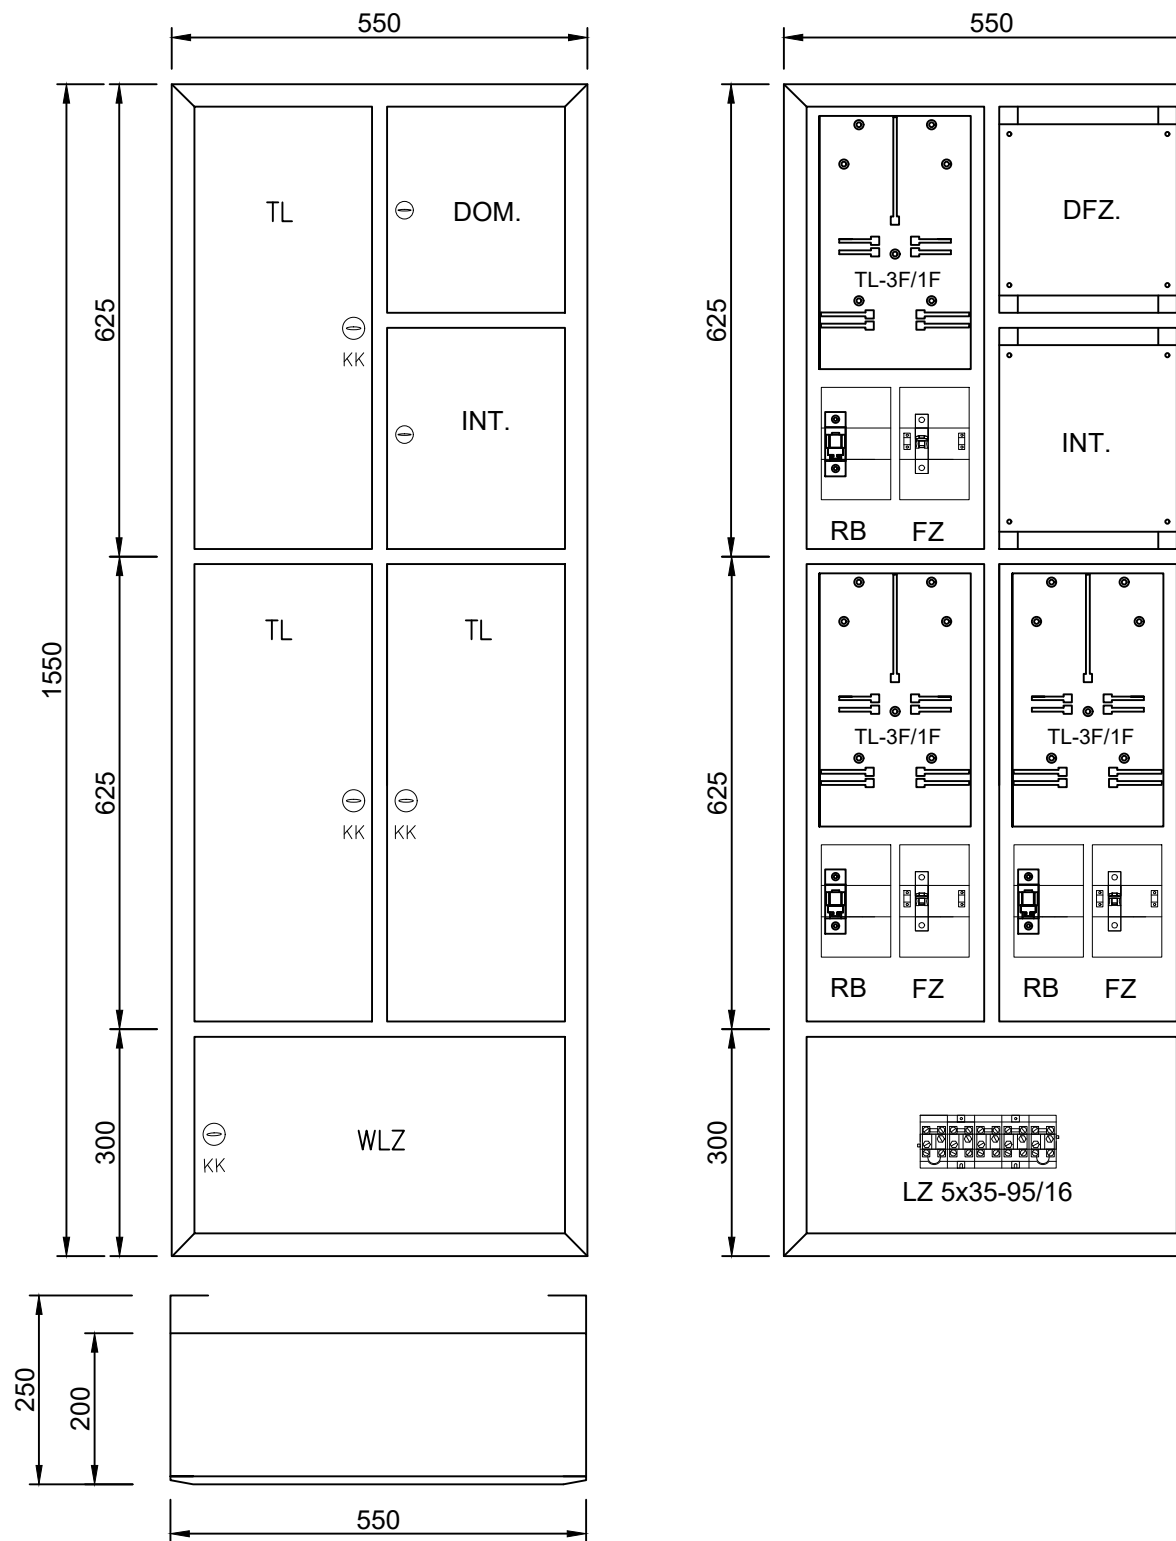 550
550
TL
DOM.
DFZ.
TL-3F/1F
625
625
KK
INT.
INT.
RB FZ
TL
TL
1550
TL-3F/1F
TL-3F/1F
625
625
KK
KK
RB FZ
RB FZ
300
300
WLZ
KK
LZ 5x35-95/16
250
200
550